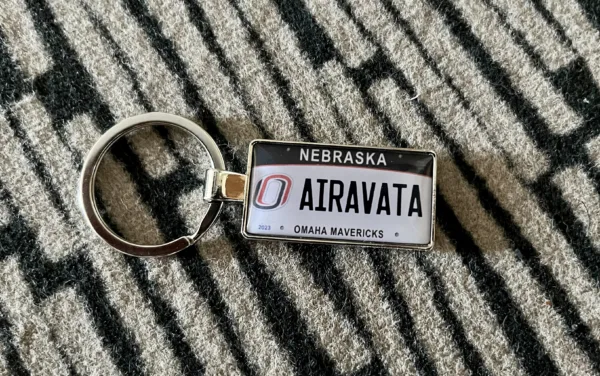 NEBRASKA
O AIRAVATA
2023 OMAHA MAVERICKS